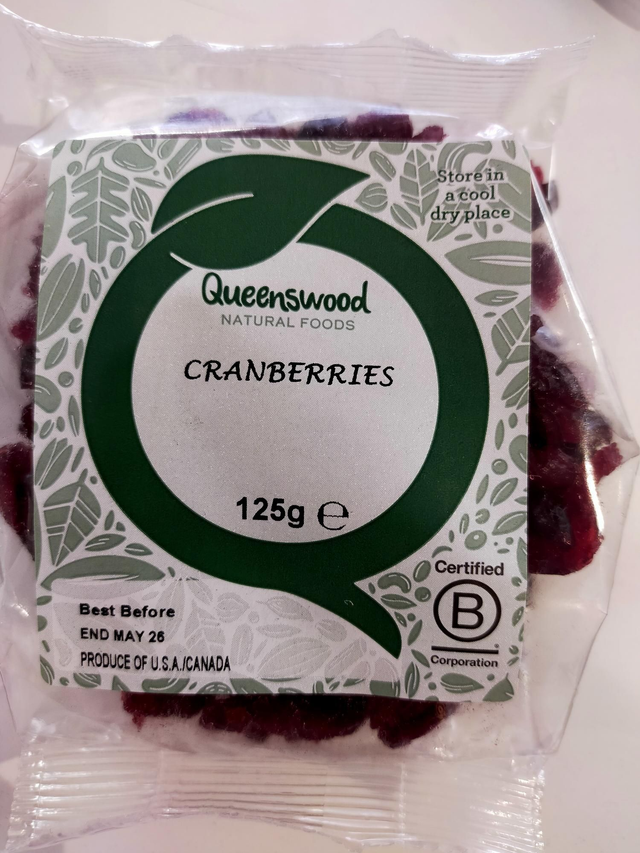 Store in
a cool
dry place
Queenswood
NATURAL FOODS
CRANBERRIES
125g ℮
Best Before
END MAY 26
PRODUCE OF U.S.A./CANADA
Certified
B
Corporation